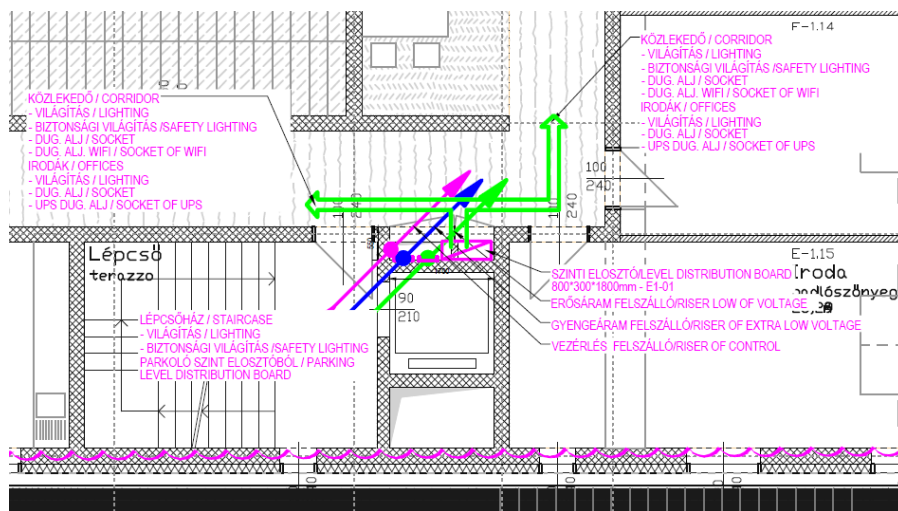 E-1.14
KÖZLEKEDŐ / CORRIDOR
- VILÁGÍTÁS / LIGHTING
- BIZTONSÁGI VILÁGÍTÁS /SAFETY LIGHTING
- DUG. ALJ / SOCKET
- DUG. ALJ. WIFI / SOCKET OF WIFI
IRODÁK / OFFICES
- VILÁGÍTÁS / LIGHTING
- DUG. ALJ / SOCKET
- UPS DUG. ALJ / SOCKET OF UPS
KÖZLEKEDŐ / CORRIDOR
- VILÁGÍTÁS / LIGHTING
- BIZTONSÁGI VILÁGÍTÁS /SAFETY LIGHTING
- DUG. ALJ / SOCKET
- DUG. ALJ. WIFI / SOCKET OF WIFI
IRODÁK / OFFICES
- VILÁGÍTÁS / LIGHTING
- DUG. ALJ / SOCKET
- UPS DUG. ALJ / SOCKET OF UPS
100
240
100
240
100
240
Lépcső
terazzo
E-1.15
Iroda
SZINTI ELOSZTÓ/LEVEL DISTRIBUTION BOARD
800*300*1800mm - E1-01
ERŐSÁRAM FELSZÁLLÓ/RISER LOW OF VOLTAGE
GYENGEÁRAM FELSZÁLLÓ/RISER OF EXTRA LOW VOLTAGE
VEZÉRLÉS FELSZÁLLÓ/RISER OF CONTROL
90
210
LÉPCSŐHÁZ / STAIRCASE
- VILÁGÍTÁS / LIGHTING
- BIZTONSÁGI VILÁGÍTÁS /SAFETY LIGHTING
PARKOLÓ SZINT ELOSZTÓBÓL / PARKING
LEVEL DISTRIBUTION BOARD